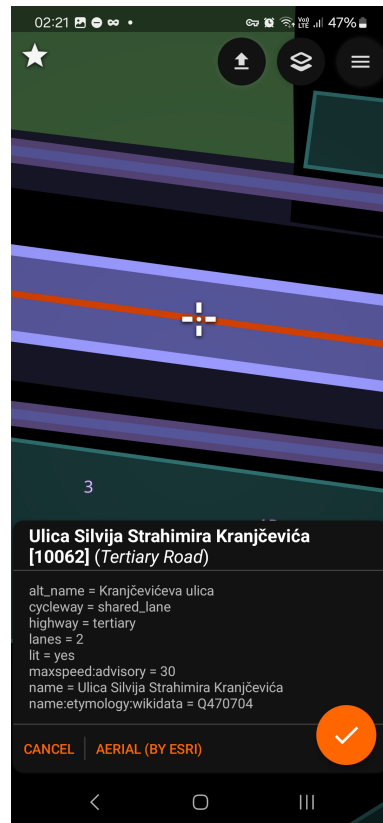 02:21
Vo))
LTE
47%
3
Ulica Silvija Strahimira Kranjčevića
[10062] (Tertiary Road)
alt_name = Kranjčevićeva ulica
cycleway = shared_lane
highway = tertiary
lanes = 2
lit = yes
maxspeed:advisory = 30
name = Ulica Silvija Strahimira Kranjčevića
name:etymology:wikidata = Q470704
CANCEL
AERIAL (BY ESRI)